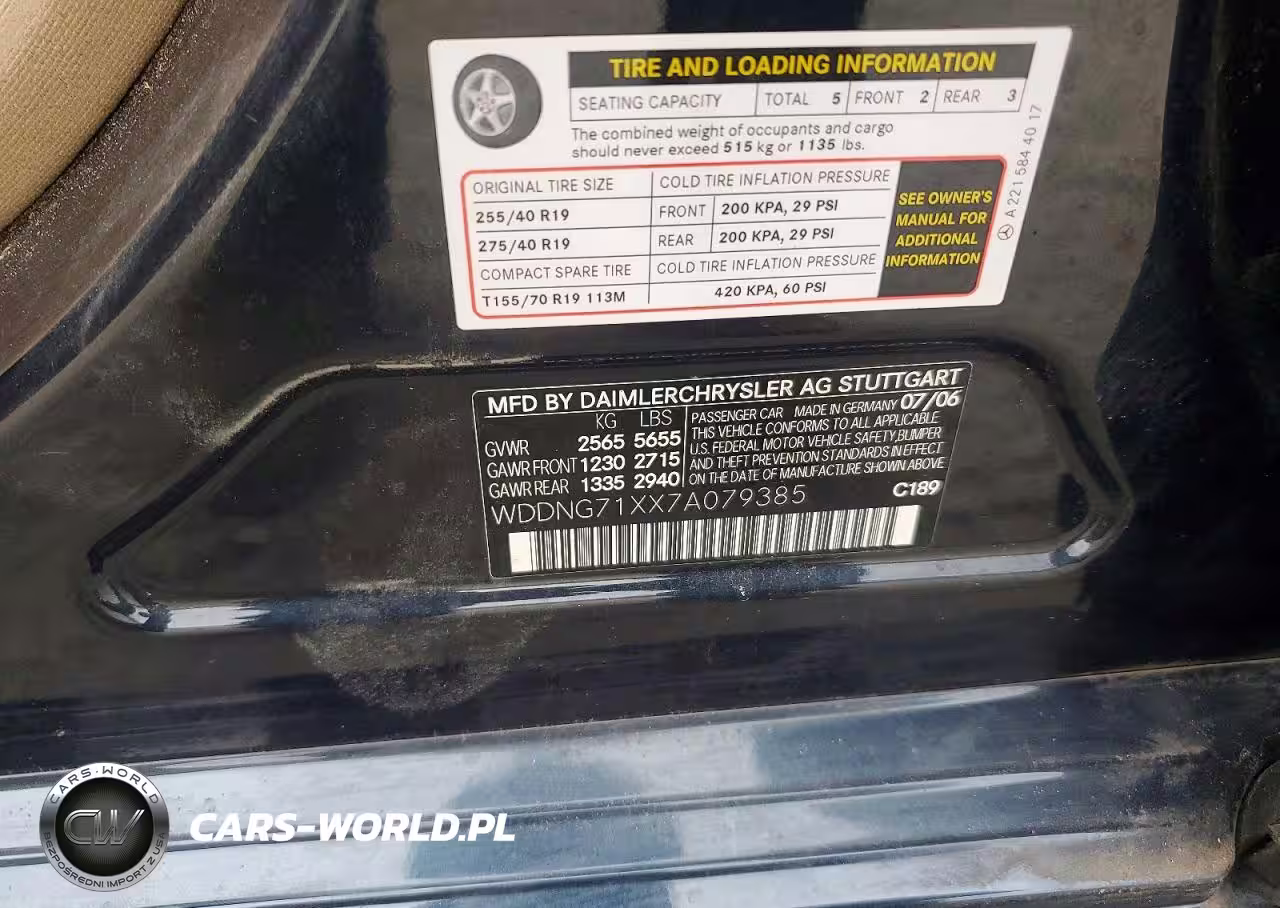 TIRE AND LOADING INFORMATION
SEATING CAPACITY TOTAL 5 FRONT 2 REAR 3
The combined weight of occupants and cargo
should never exceed 515 kg or 1135 lbs.
ORIGINAL TIRE SIZE COLD TIRE INFLATION PRESSURE
255/40 R19 FRONT 200 KPA, 29 PSI
275/40 R19 REAR 200 KPA, 29 PSI
COMPACT SPARE TIRE COLD TIRE INFLATION PRESSURE
T155/70 R19 113M 420 KPA, 60 PSI
SEE OWNER'S
MANUAL FOR
ADDITIONAL
INFORMATION
A 221 584 40 17
MFD BY DAIMLERCHRYSLER AG STUTTGART
KG LBS
GVWR 2565 5655
GAWR FRONT 1230 2715
GAWR REAR 1335 2940
PASSENGER CAR MADE IN GERMANY 07/06
THIS VEHICLE CONFORMS TO ALL APPLICABLE
U.S. FEDERAL MOTOR VEHICLE SAFETY, BUMPER
AND THEFT PREVENTION STANDARDS IN EFFECT
ON THE DATE OF MANUFACTURE SHOWN ABOVE
WDDNG71XX7A079385 C189
CARS-WORLD
CW
BEZPOŚREDNI IMPORT Z USA
CARS-WORLD.PL